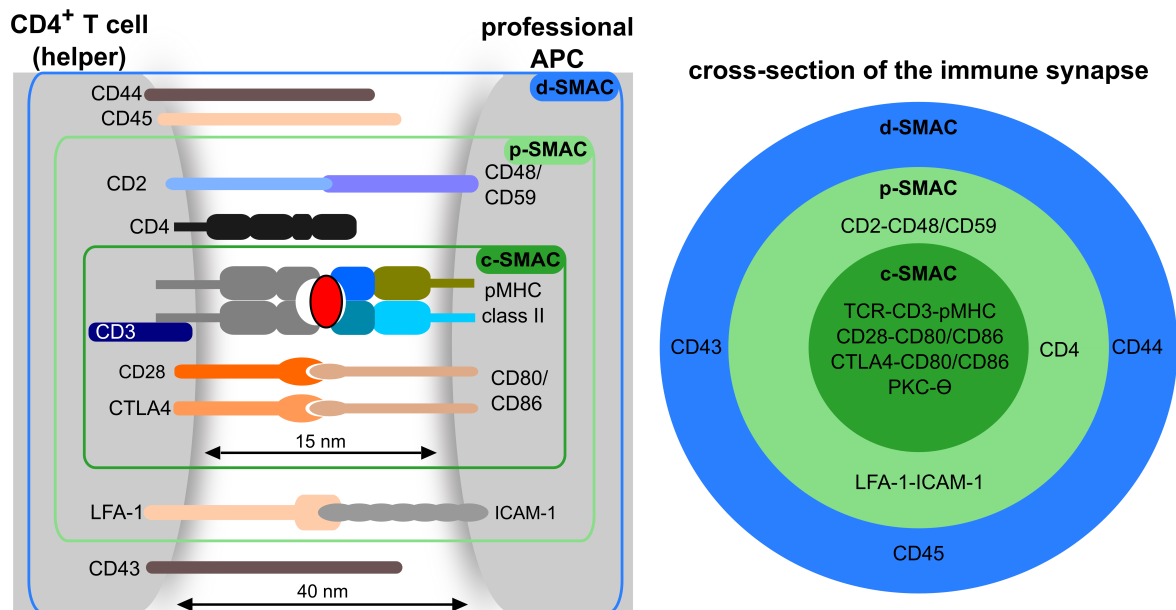 CD4+ T cell
(helper)
professional
APC
d-SMAC
CD44
CD45
p-SMAC
CD2
CD48/
CD59
CD4
c-SMAC
pMHC
class II
CD3
CD28
CTLA4
CD80/
CD86
15 nm
LFA-1
ICAM-1
CD43
40 nm
cross-section of the immune synapse
d-SMAC
p-SMAC
CD2-CD48/CD59
c-SMAC
TCR-CD3-pMHC
CD28-CD80/CD86
CTLA4-CD80/CD86
PKC-Ɵ
CD43
CD4
CD44
LFA-1-ICAM-1
CD45